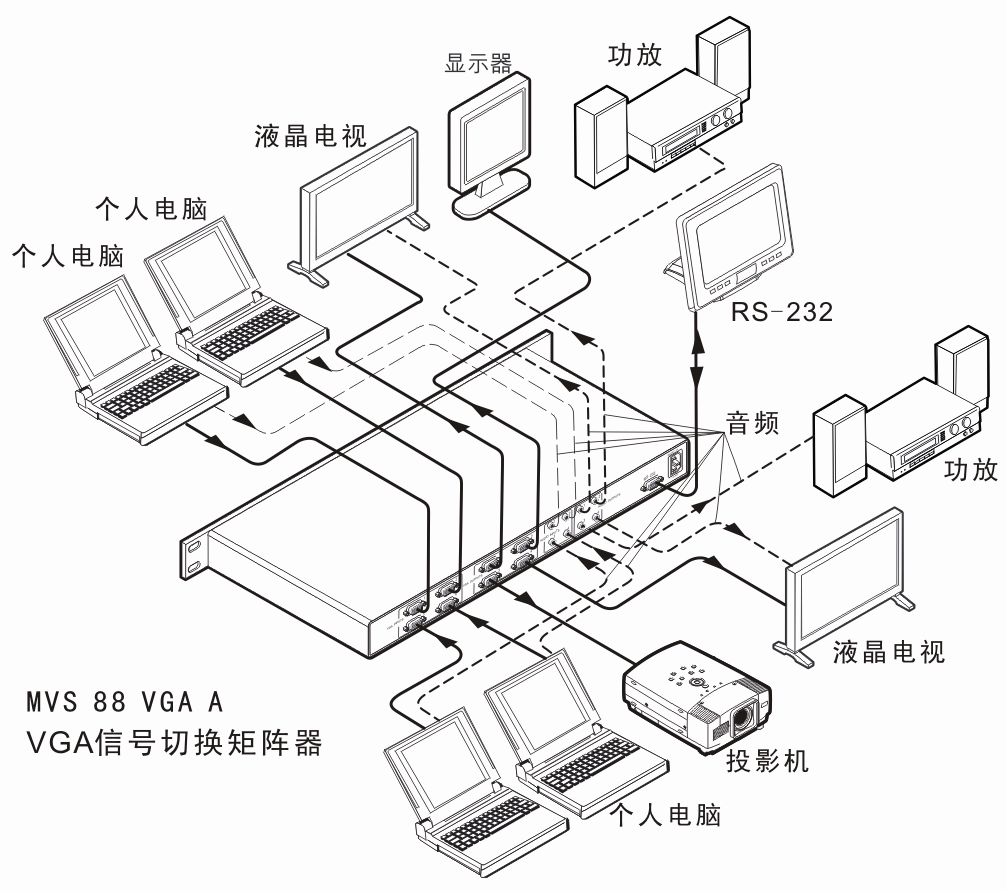 显示器
功放
液晶电视
个人电脑
个人电脑
RS-232
音频
功放
液晶电视
MVS 88 VGA A
VGA信号切换矩阵器
投影机
个人电脑